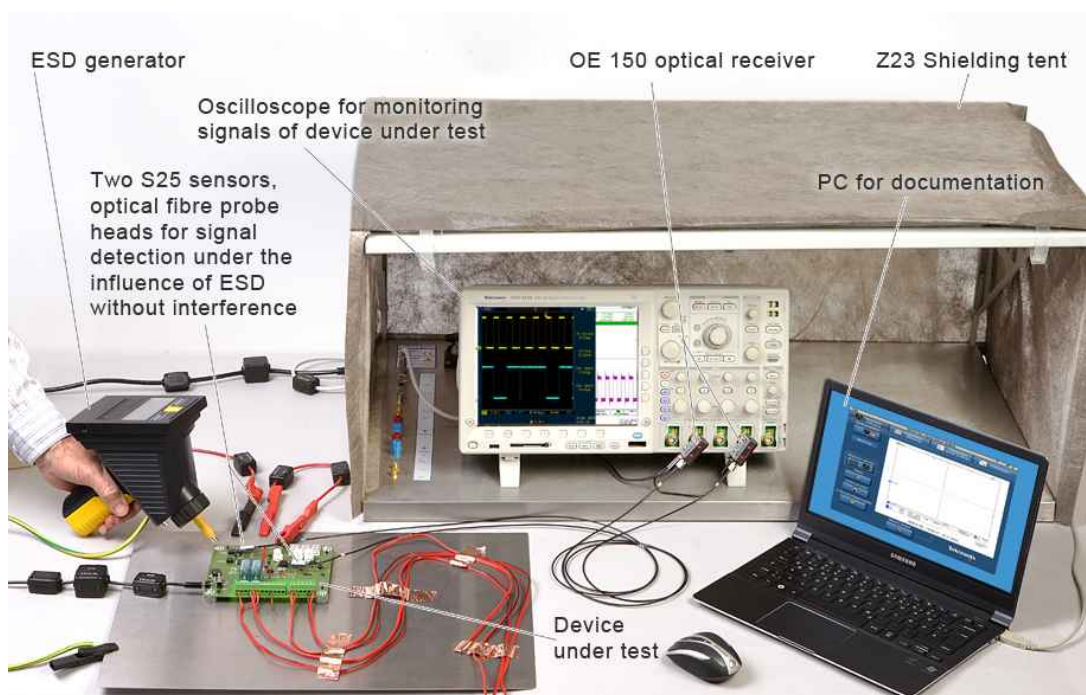 ESD generator
OE 150 optical receiver
Z23 Shielding tent
Oscilloscope for monitoring
signals of device under test
Two S25 sensors,
optical fibre probe
heads for signal
detection under the
influence of ESD
without interference
PC for documentation
Tektronix
Tektronix
SAMSUNG
Device
under test